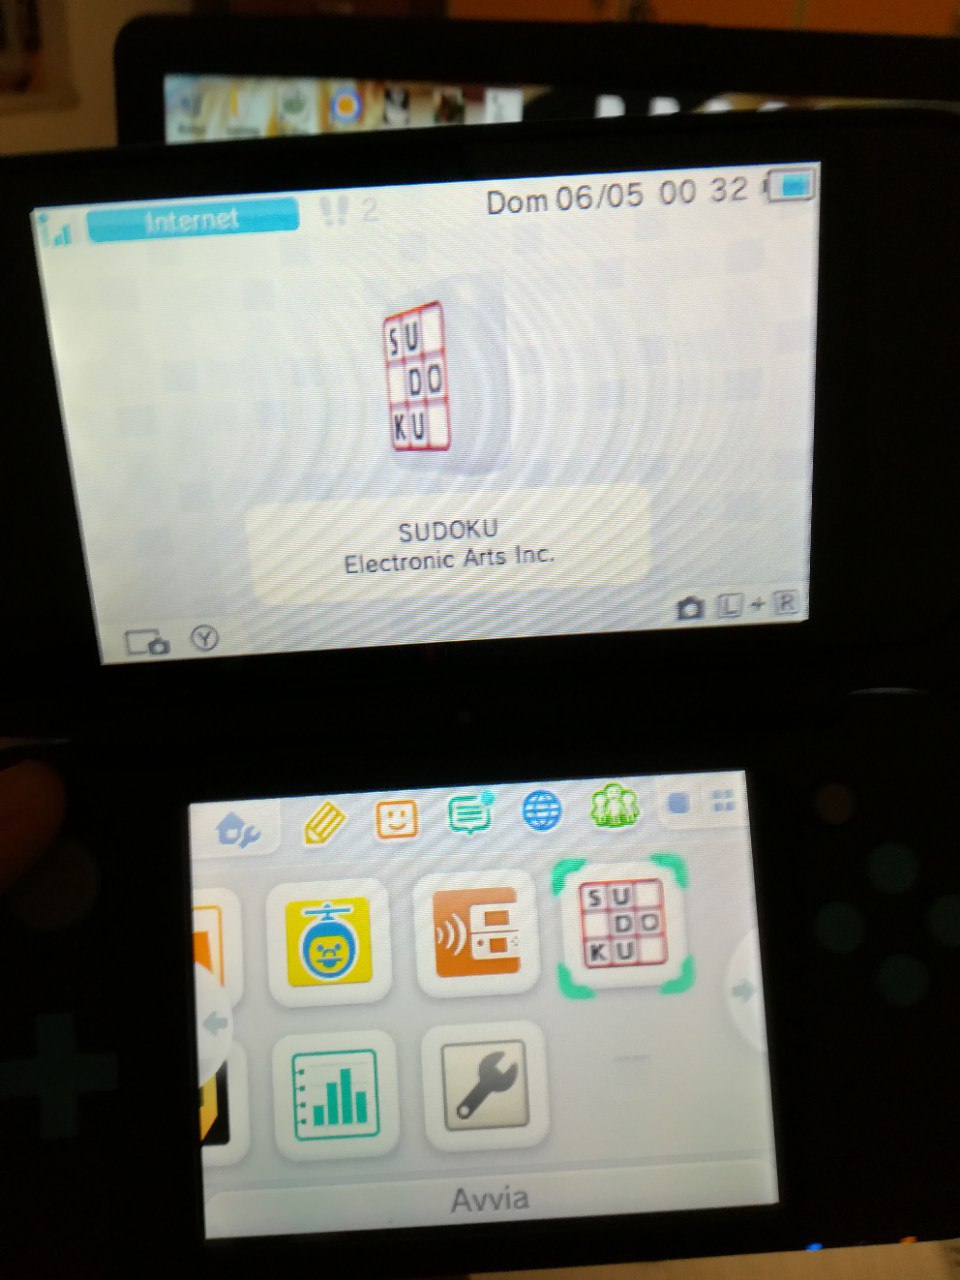 Internet
2
Dom 06/05 00 32
SU
DO
KU
SUDOKU
Electronic Arts Inc.
Y
L + R
SU
DO
KU
Avvia